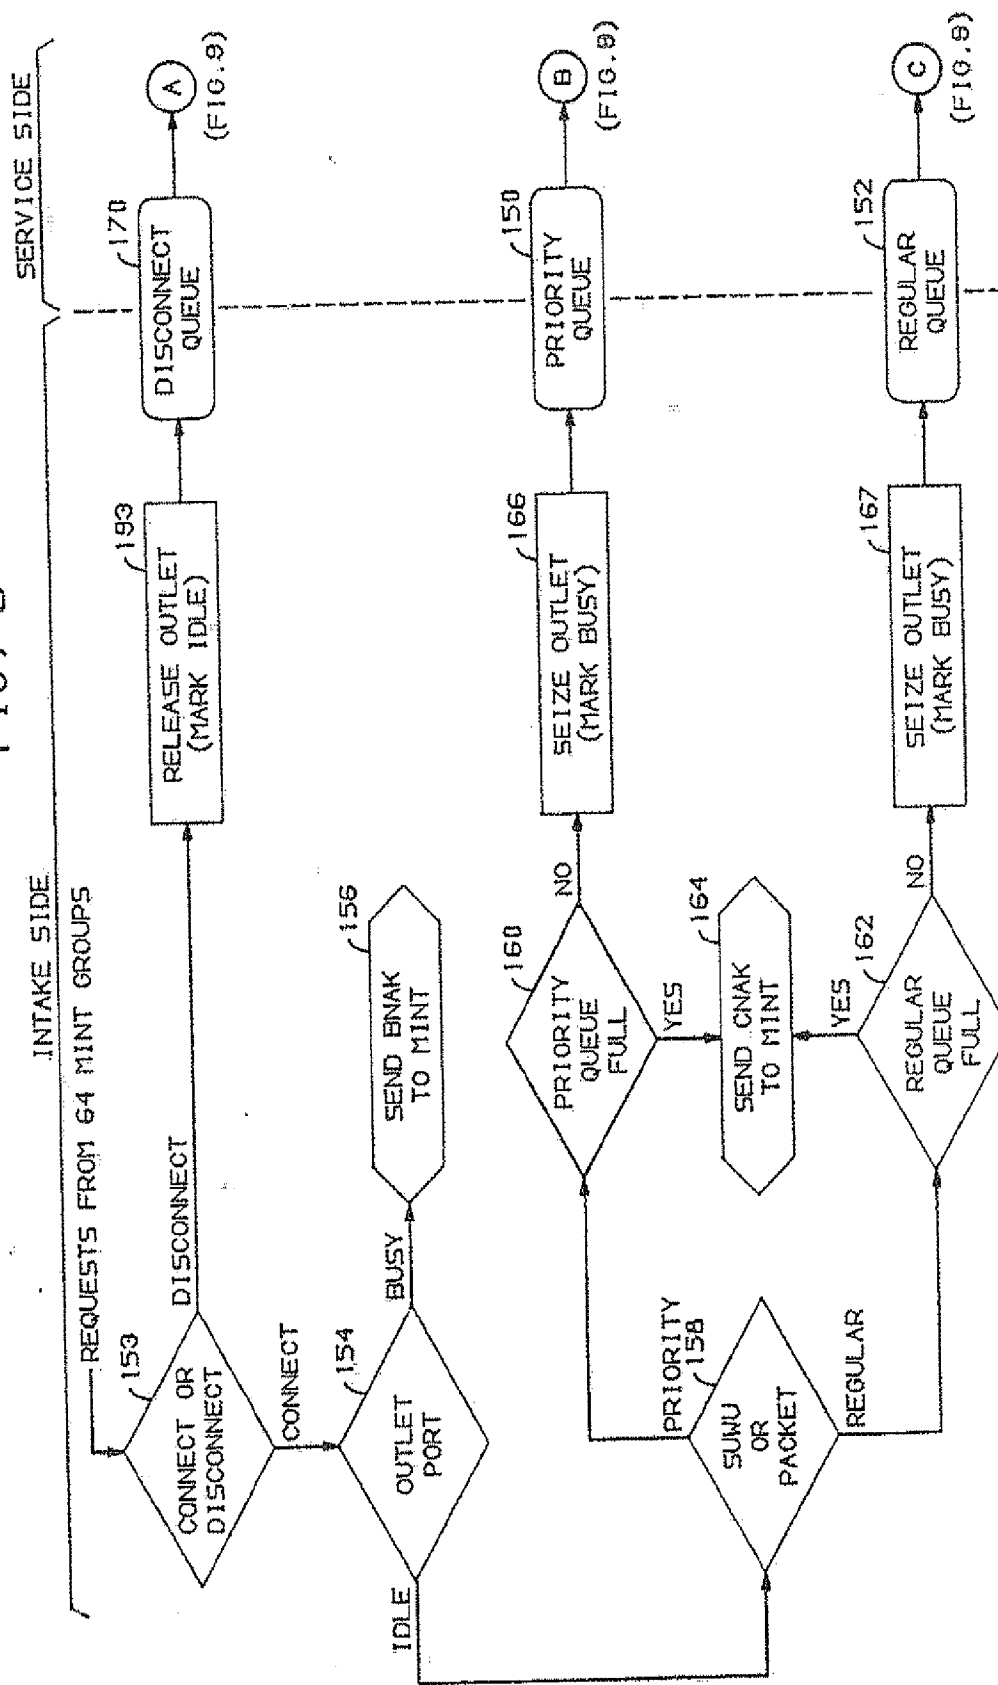 INTAKE SIDE
SERVICE SIDE
REQUESTS FROM 64 MINT GROUPS
153
CONNECT OR
DISCONNECT
DISCONNECT
193
RELEASE OUTLET
(MARK IDLE)
170
DISCONNECT
QUEUE
A
(FIG.9)
CONNECT
154
OUTLET
PORT
BUSY
156
SEND BNAK
TO MINT
IDLE
158
SUWU
OR
PACKET
PRIORITY
160
PRIORITY
QUEUE
FULL
NO
166
SEIZE OUTLET
(MARK BUSY)
150
PRIORITY
QUEUE
B
(FIG.9)
YES
164
SEND CNAK
TO MINT
YES
REGULAR
162
REGULAR
QUEUE
FULL
NO
167
SEIZE OUTLET
(MARK BUSY)
152
REGULAR
QUEUE
C
(FIG.9)